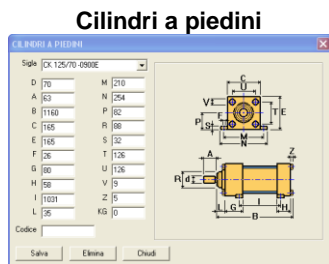 Cilindri a piedini
CILINDRI A PIEDINI
Sigla CK 125/70 -0900E
D 70 M 210
A 63 N 254
B 1160 P 82
C 165 R 88
E 165 S 32
F 26 T 126
G 80 U 126
H 58 V 9
I 1031 Z 5
L 35 KG 0
Codice
Salva Elimina Chiudi
C
U
V
T E
P F
S
M
N
A Z
R d
L G I H
B